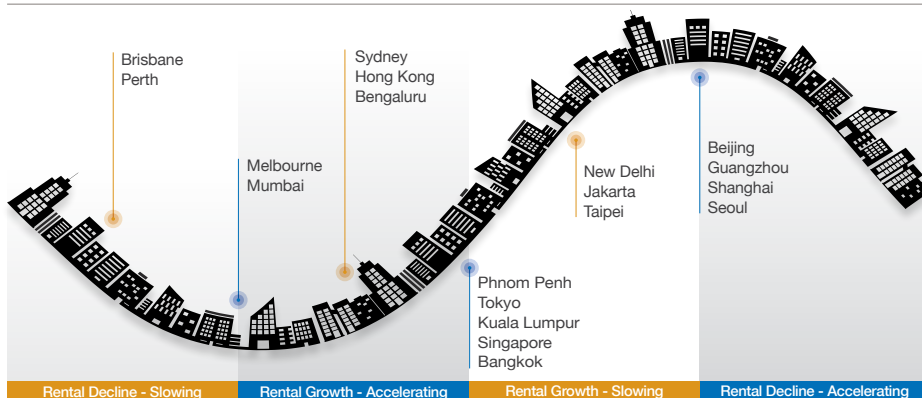 Brisbane
Perth
Melbourne
Mumbai
Sydney
Hong Kong
Bengaluru
Phnom Penh
Tokyo
Kuala Lumpur
Singapore
Bangkok
New Delhi
Jakarta
Taipei
Beijing
Guangzhou
Shanghai
Seoul
Rental Decline - Slowing
Rental Growth - Accelerating
Rental Growth - Slowing
Rental Decline - Accelerating